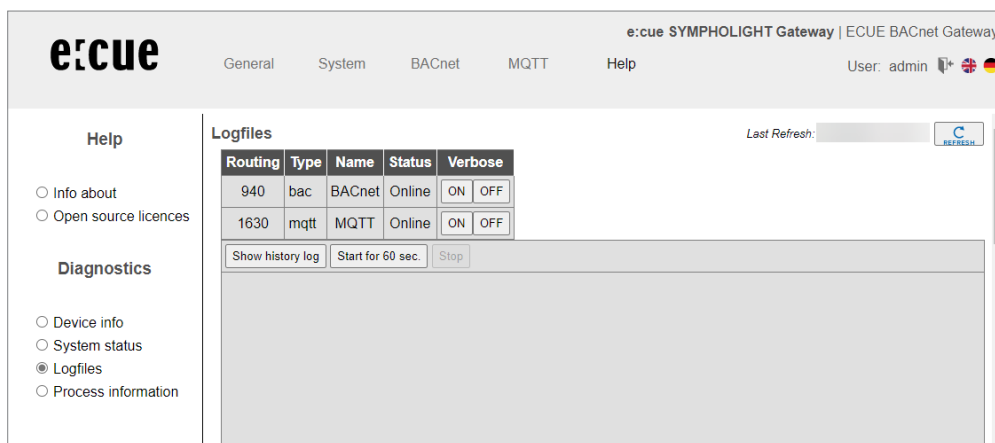 e:cue SYMPHOLIGHT Gateway | ECUE BACnet Gateway
e:cue
General System BACnet MQTT Help
User: admin
Help
Info about
Open source licences
Diagnostics
Device info
System status
Logfiles
Process information
Logfiles
Last Refresh:
REFRESH
Routing Type Name Status Verbose
940 bac BACnet Online ON OFF
1630 mqtt MQTT Online ON OFF
Show history log Start for 60 sec. Stop